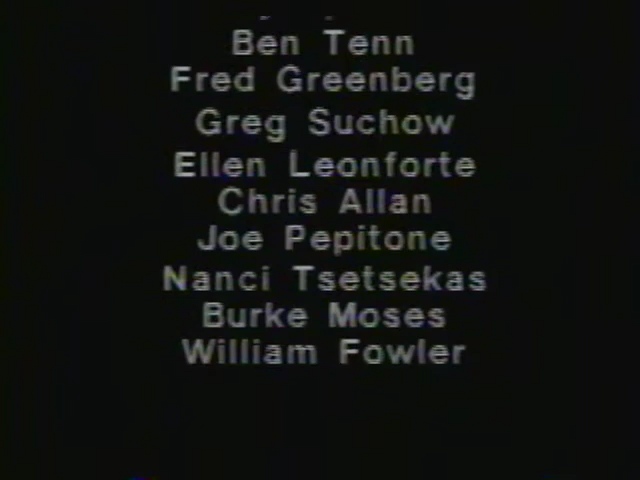 Ben Tenn
Fred Greenberg
Greg Suchow
Ellen Leonforte
Chris Allan
Joe Pepitone
Nanci Tsetsekas
Burke Moses
William Fowler